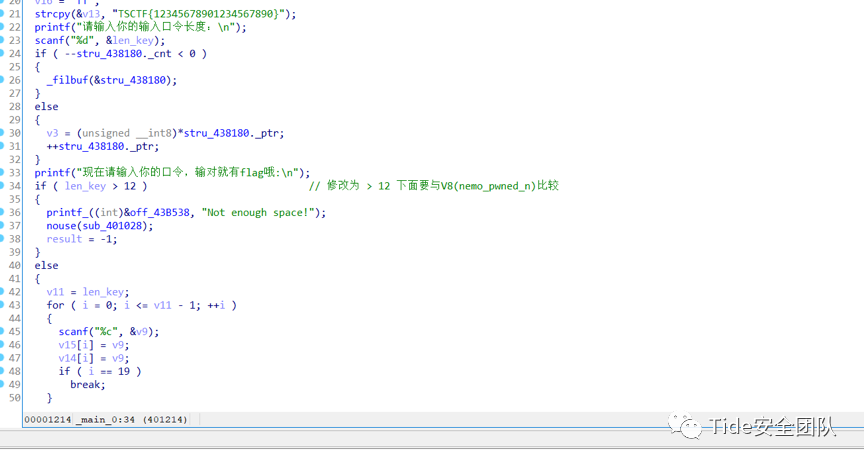 20 v16 = 'll';
21 strcpy(&v13, "TSCTF{12345678901234567890}");
22 printf("请输入你的输入口令长度：\n");
23 scanf("%d", &len_key);
24 if ( --stru_438180._cnt < 0 )
25 {
26 _filbuf(&stru_438180);
27 }
28 else
29 {
30 v3 = (unsigned __int8)*stru_438180._ptr;
31 ++stru_438180._ptr;
32 }
33 printf("现在请输入你的口令，输对就有flag哦:\n");
34 if ( len_key > 12 ) // 修改为 > 12 下面要与V8(nemo_pwned_n)比较
35 {
36 printf_((int)&off_43B538, "Not enough space!");
37 nouse(sub_401028);
38 result = -1;
39 }
40 else
41 {
42 v11 = len_key;
43 for ( i = 0; i <= v11 - 1; ++i )
44 {
45 scanf("%c", &v9);
46 v15[i] = v9;
47 v14[i] = v9;
48 if ( i == 19 )
49 break;
50 }
00001214 _main_0:34 (401214)
Tide安全团队